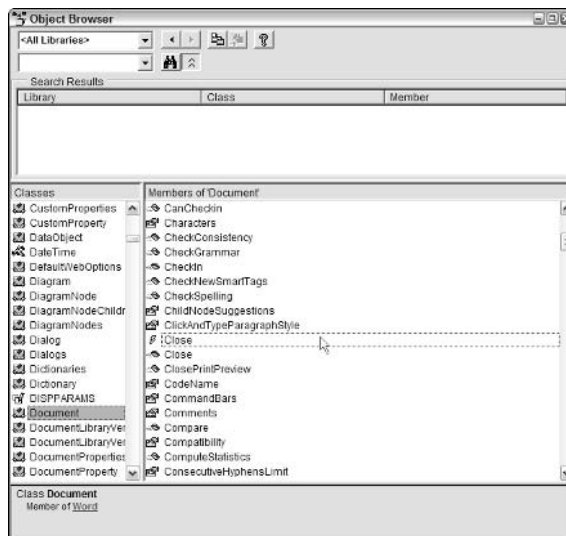 Object Browser
<All Libraries>
Search Results
Library Class Member
Classes
CustomProperties
CustomProperty
DataObject
DateTime
DefaultWebOptions
Diagram
DiagramNode
DiagramNodeChildr
DiagramNodes
Dialog
Dialogs
Dictionaries
Dictionary
DISPPARAMS
Document
DocumentLibraryVer
DocumentLibraryVer
DocumentProperties
DocumentProperty
Members of 'Document'
CanCheckin
Characters
CheckConsistency
CheckGrammar
CheckIn
CheckNewSmartTags
CheckSpelling
ChildNodeSuggestions
ClickAndTypeParagraphStyle
Close
Close
ClosePrintPreview
CodeName
CommandBars
Comments
Compare
Compatibility
ComputeStatistics
ConsecutiveHyphensLimit
Class Document
Member of Word